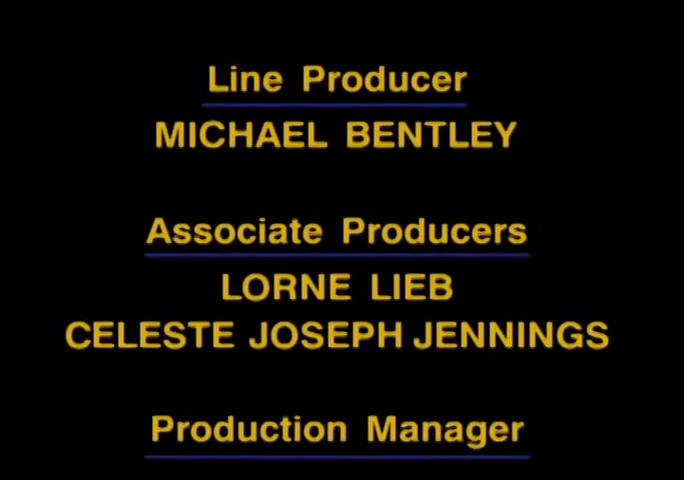 Line Producer
MICHAEL BENTLEY
Associate Producers
LORNE LIEB
CELESTE JOSEPH JENNINGS
Production Manager